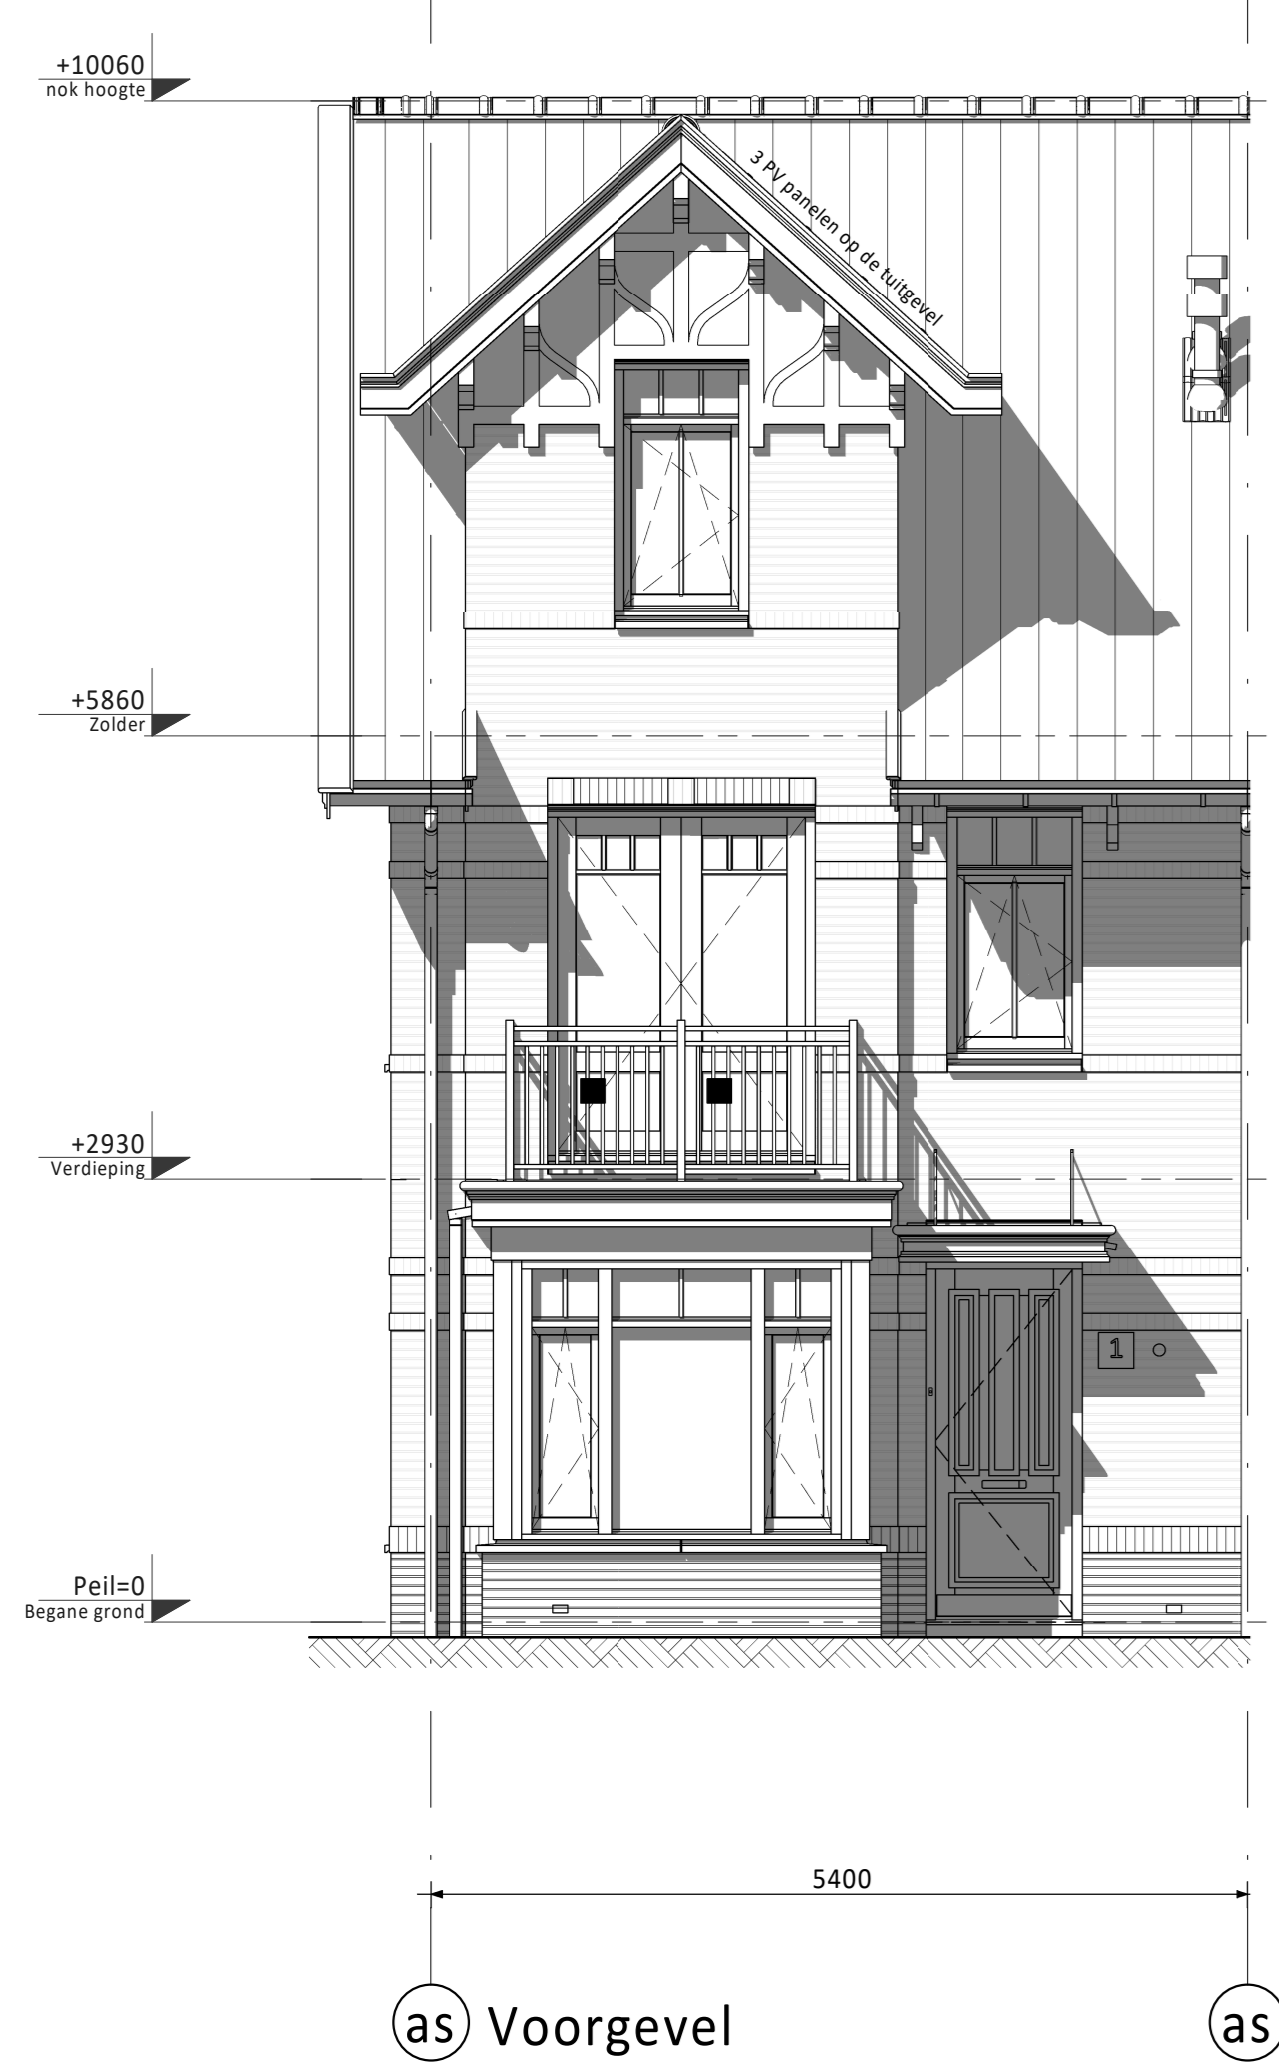 +10060
nok hoogte
3 PV panelen op de tuitgevel
+5860
Zolder
+2930
Verdieping
1
Peil=0
Begane grond
5400
as Voorgevel as